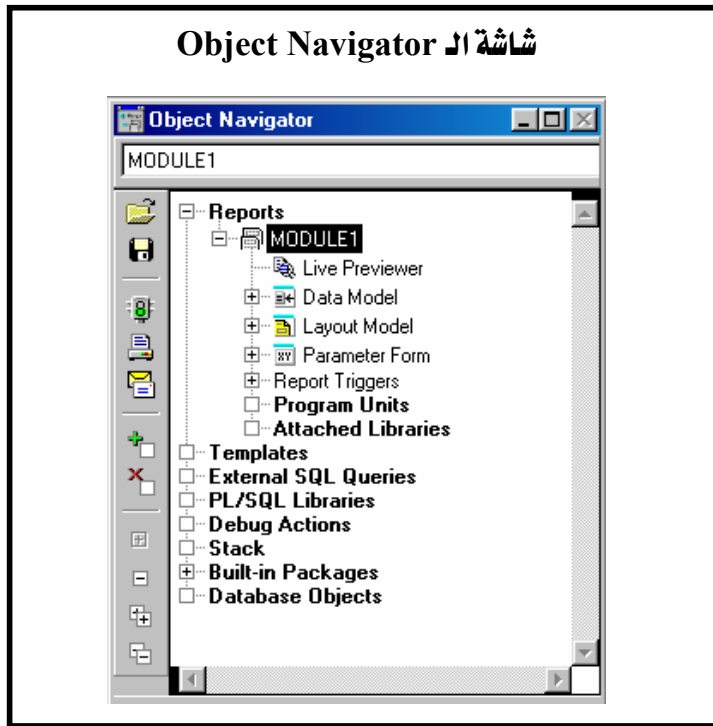 شاشة الـ Object Navigator
Object Navigator
MODULE1
Reports
MODULE1
Live Previewer
Data Model
Layout Model
Parameter Form
Report Triggers
Program Units
Attached Libraries
Templates
External SQL Queries
PL/SQL Libraries
Debug Actions
Stack
Built-in Packages
Database Objects